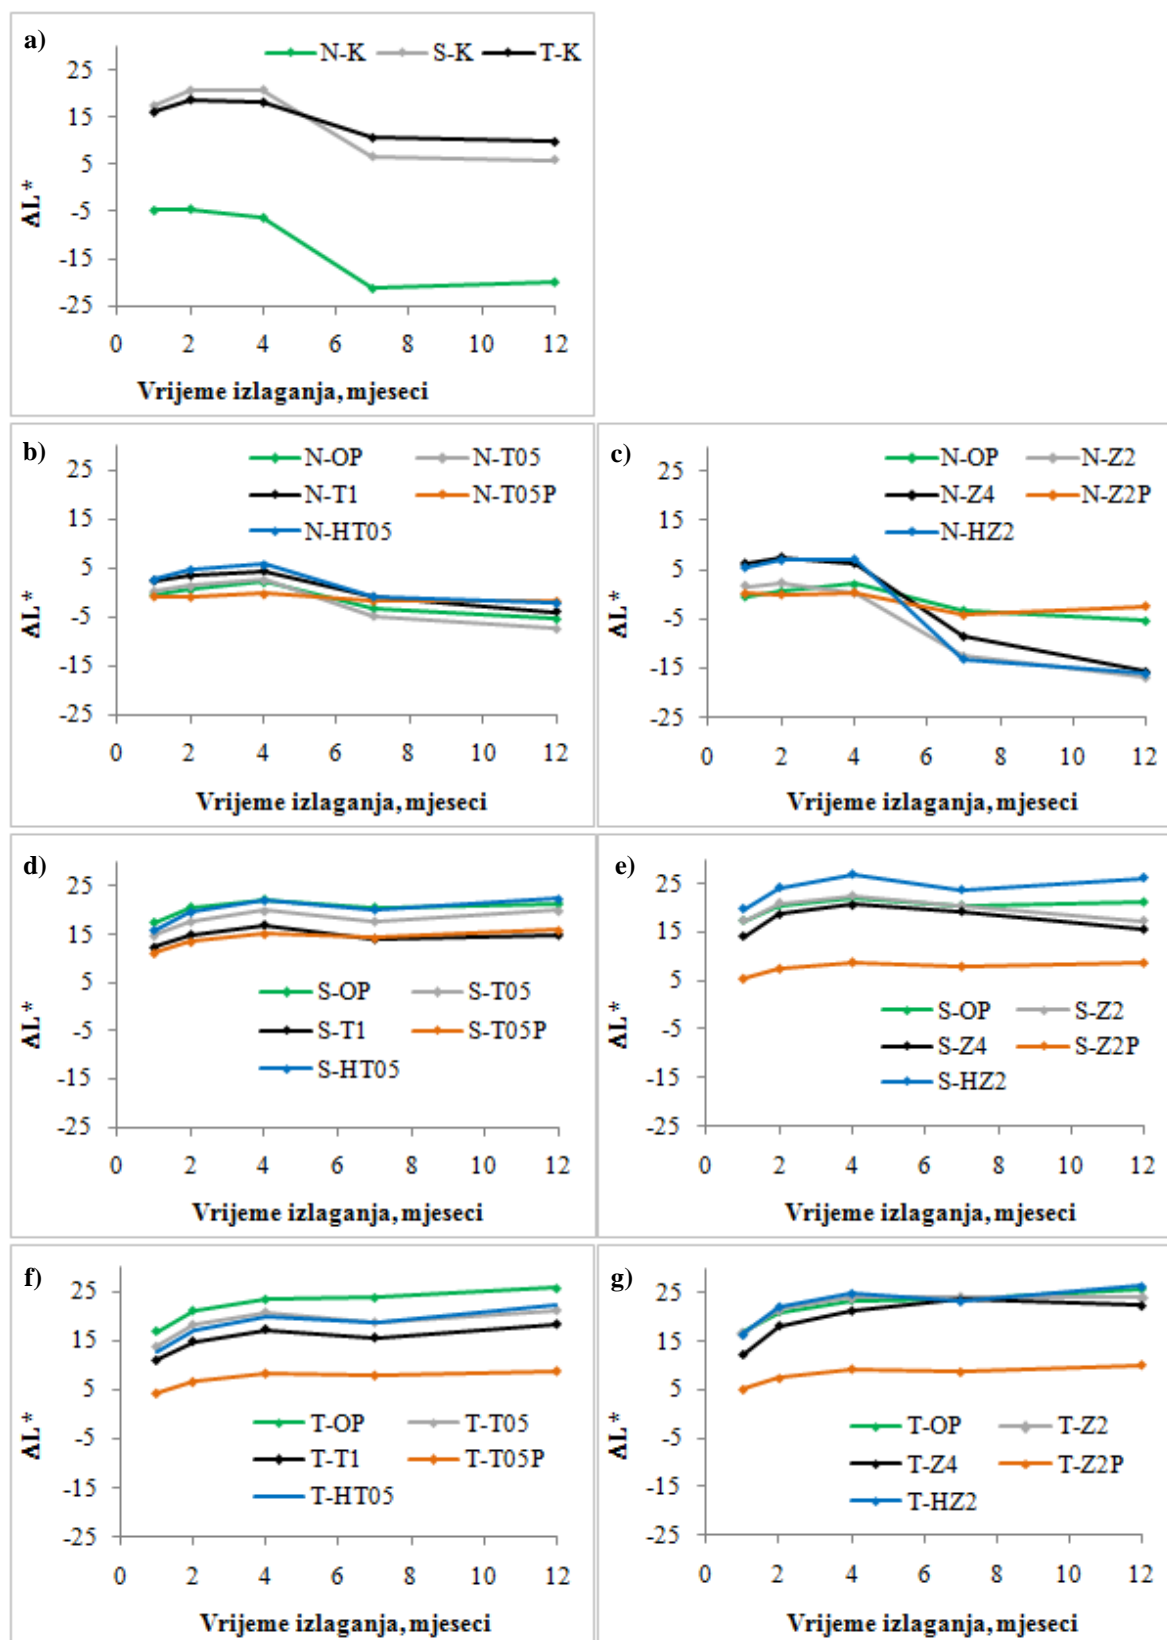 a)
N-K S-K T-K
25
15
5
-5
-15
-25
ΔL*
0 2 4 6 8 10 12
Vrijeme izlaganja, mjeseci
b)
N-OP N-T05
N-T1 N-T05P
N-HT05
25
15
5
-5
-15
-25
ΔL*
0 2 4 6 8 10 12
Vrijeme izlaganja, mjeseci
c)
N-OP N-Z2
N-Z4 N-Z2P
N-HZ2
25
15
5
-5
-15
-25
ΔL*
0 2 4 6 8 10 12
Vrijeme izlaganja, mjeseci
d)
25
15
5
-5
-15
-25
ΔL*
S-OP S-T05
S-T1 S-T05P
S-HT05
0 2 4 6 8 10 12
Vrijeme izlaganja, mjeseci
e)
25
15
5
-5
-15
-25
ΔL*
S-OP S-Z2
S-Z4 S-Z2P
S-HZ2
0 2 4 6 8 10 12
Vrijeme izlaganja, mjeseci
f)
25
15
5
-5
-15
-25
ΔL*
T-OP T-T05
T-T1 T-T05P
T-HT05
0 2 4 6 8 10 12
Vrijeme izlaganja, mjeseci
g)
25
15
5
-5
-15
-25
ΔL*
T-OP T-Z2
T-Z4 T-Z2P
T-HZ2
0 2 4 6 8 10 12
Vrijeme izlaganja, mjeseci